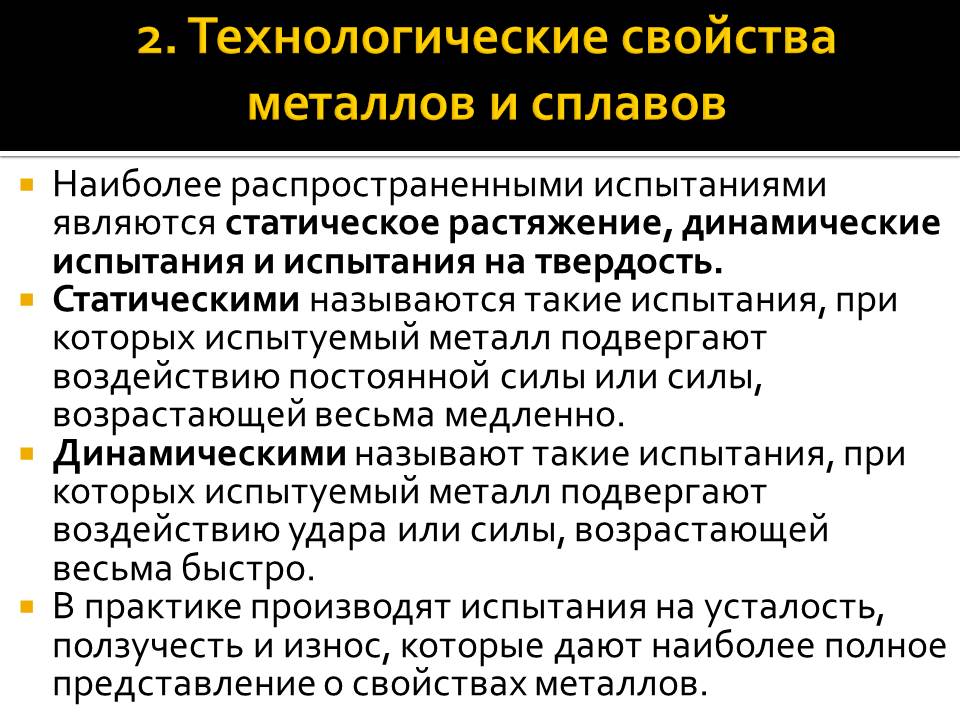 2. Технологические свойства
металлов и сплавов
Наиболее распространенными испытаниями
являются статическое растяжение, динамические
испытания и испытания на твердость.
Статическими называются такие испытания, при
которых испытуемый металл подвергают
воздействию постоянной силы или силы,
возрастающей весьма медленно.
Динамическими называют такие испытания, при
которых испытуемый металл подвергают
воздействию удара или силы, возрастающей
весьма быстро.
В практике производят испытания на усталость,
ползучесть и износ, которые дают наиболее полное
представление о свойствах металлов.